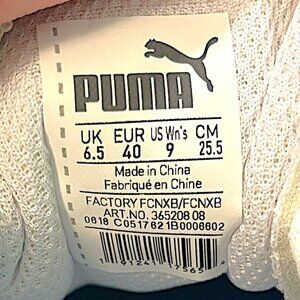 PUMA
UK EUR US Wn's CM
6.5 40 9 25.5
Made in China
Fabriqué en Chine
FACTORY FCNXB/FCNXB
ART.NO. 365208 08
0618 C0517621B0006602